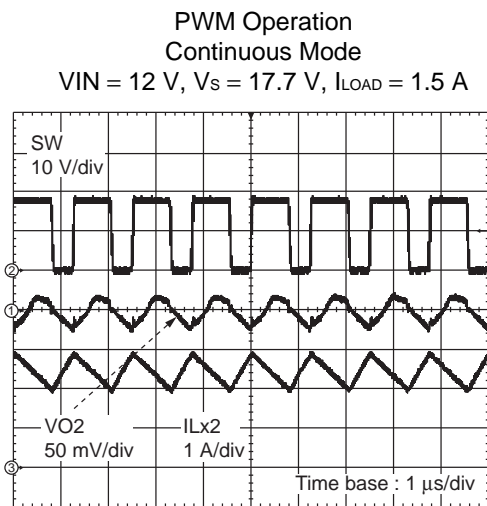 PWM Operation
Continuous Mode
VIN = 12 V, VS = 17.7 V, ILOAD = 1.5 A
SW
10 V/div
2
1
VO2
50 mV/div
ILx2
1 A/div
3
Time base : 1 μs/div